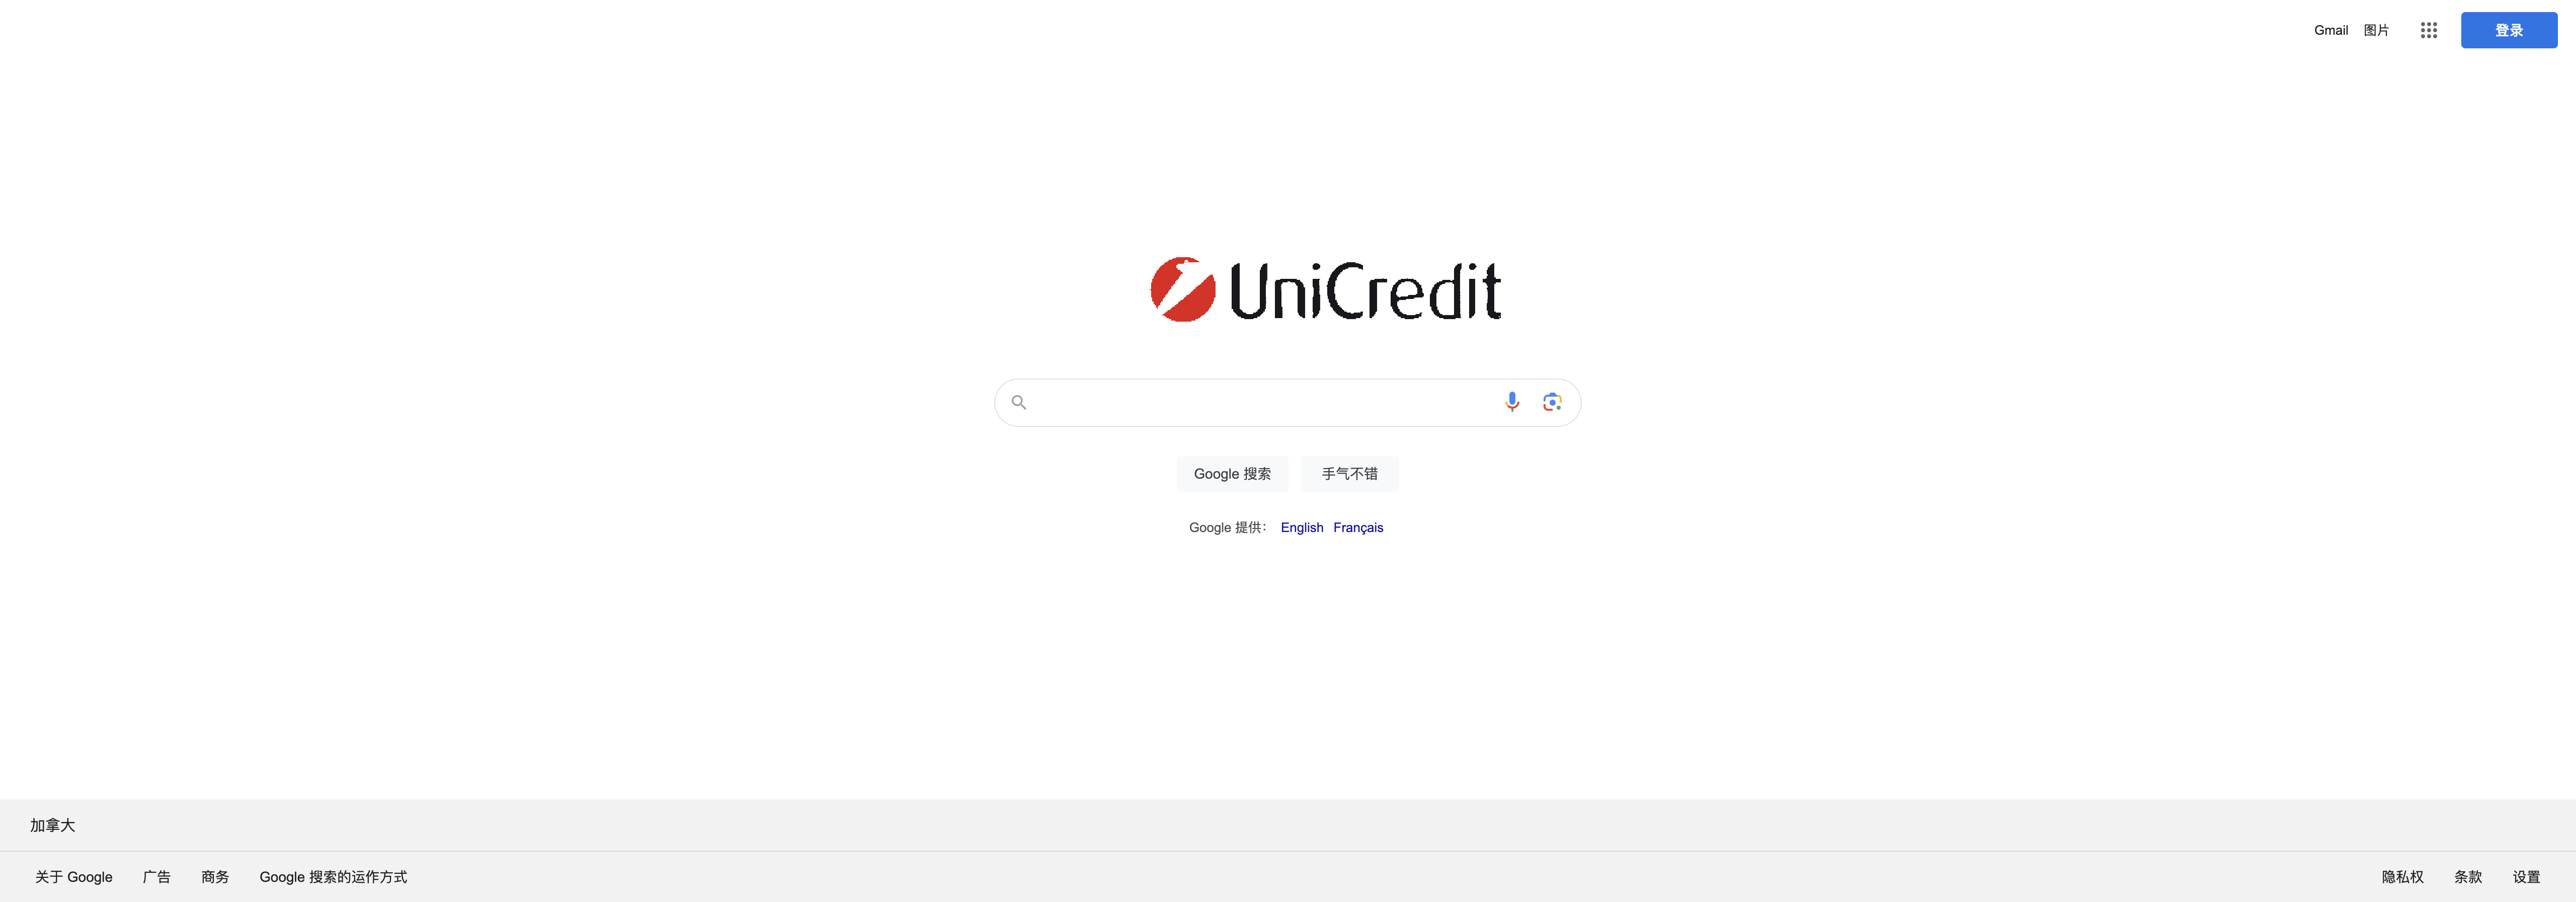 Gmail 图片 登录
UniCredit
Google 搜索 手气不错
Google 提供： English Français
加拿大
关于 Google 广告 商务 Google 搜索的运作方式 隐私权 条款 设置